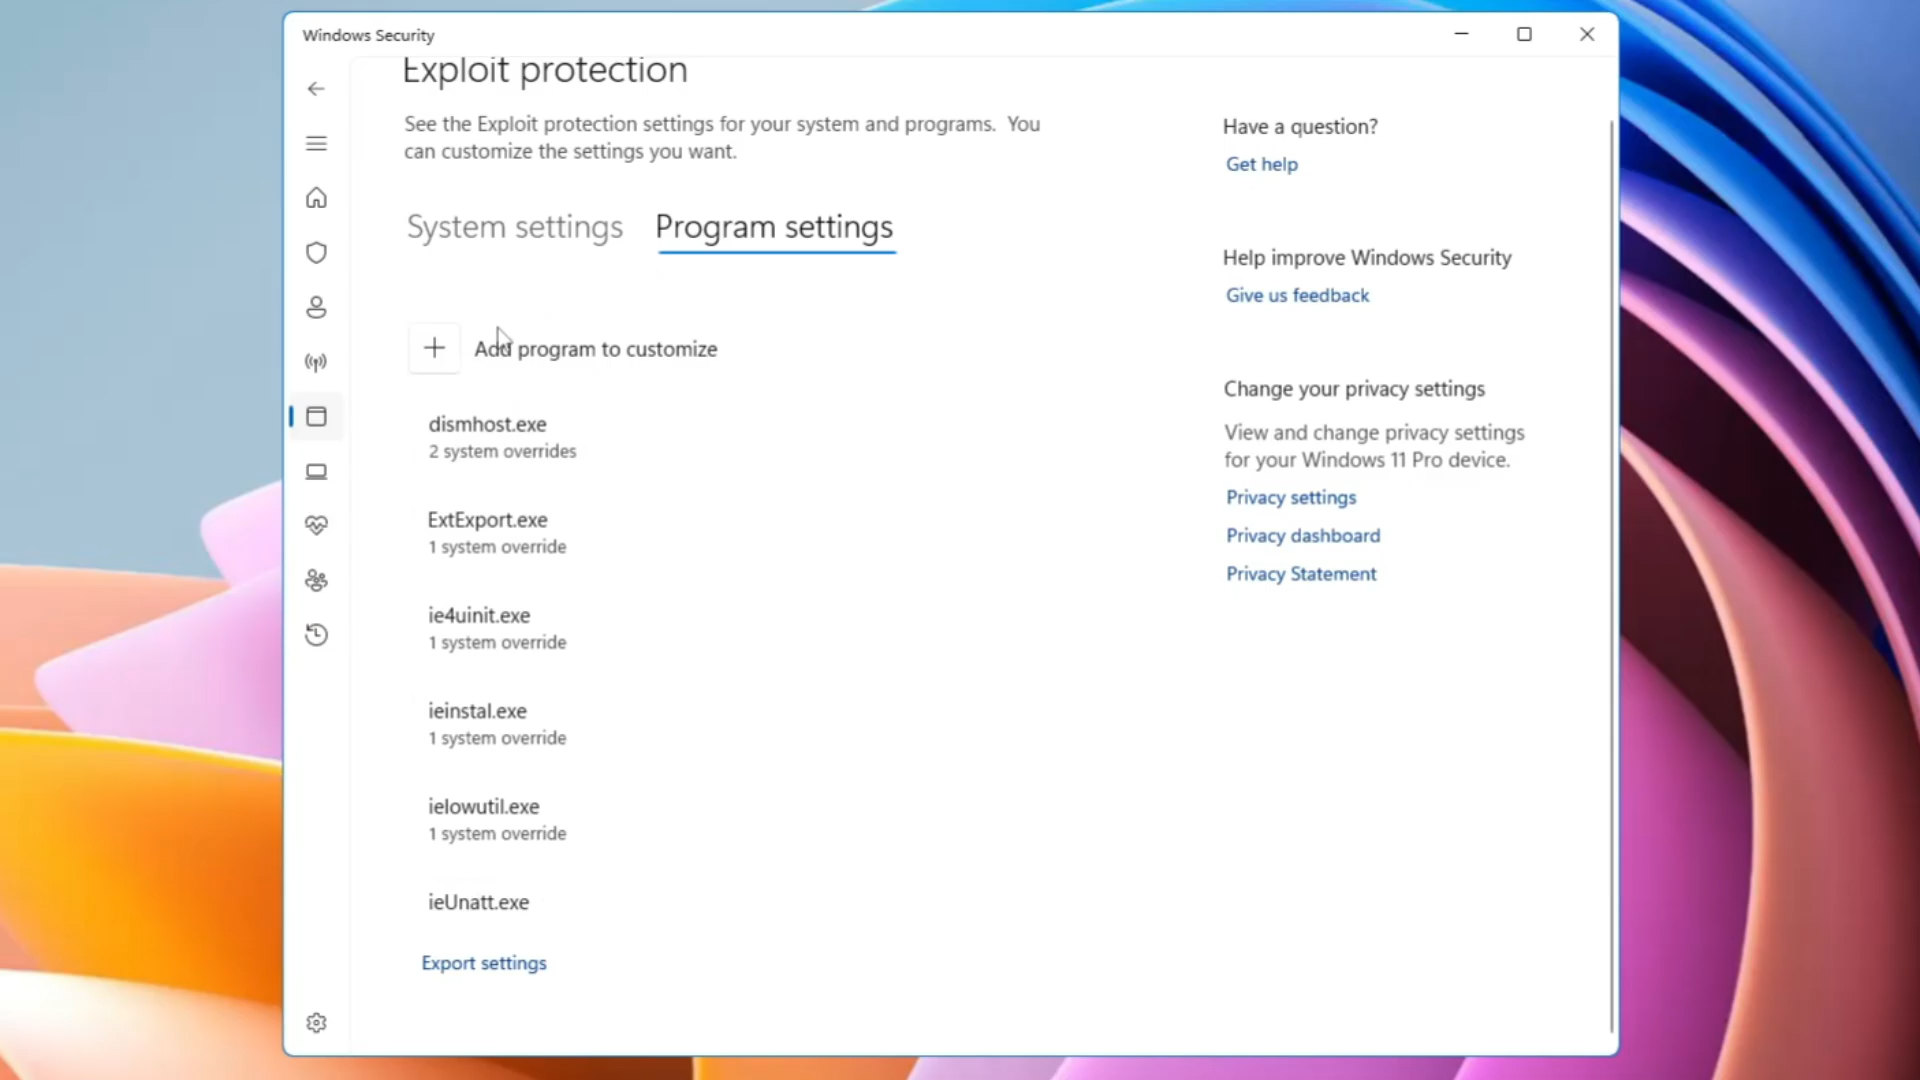 Windows Security
Exploit protection
See the Exploit protection settings for your system and programs. You
can customize the settings you want.
System settings
Program settings
Add program to customize
dismhost.exe
2 system overrides
ExtExport.exe
1 system override
ie4uinit.exe
1 system override
ieinstal.exe
1 system override
ielowutil.exe
1 system override
ieUnatt.exe
Export settings
Have a question?
Get help
Help improve Windows Security
Give us feedback
Change your privacy settings
View and change privacy settings
for your Windows 11 Pro device.
Privacy settings
Privacy dashboard
Privacy Statement